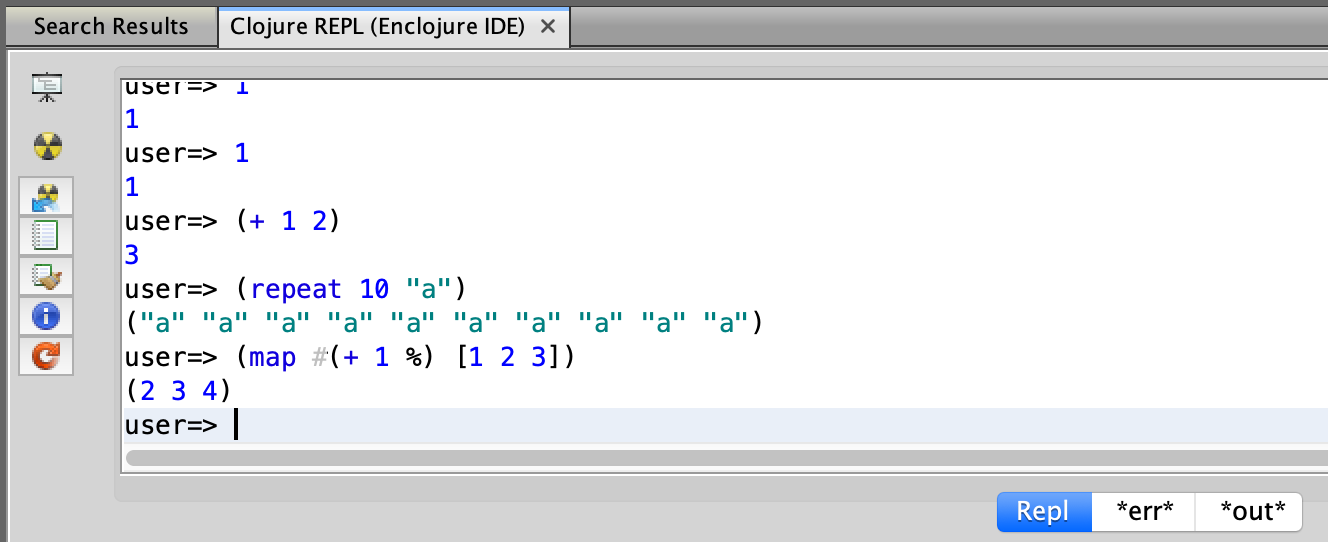 Search Results
Clojure REPL (Enclojure IDE) ×
user=> 1
1
user=> 1
1
user=> (+ 1 2)
3
user=> (repeat 10 "a")
("a" "a" "a" "a" "a" "a" "a" "a" "a" "a")
user=> (map #(+ 1 %) [1 2 3])
(2 3 4)
user=>
Repl
*err*
*out*